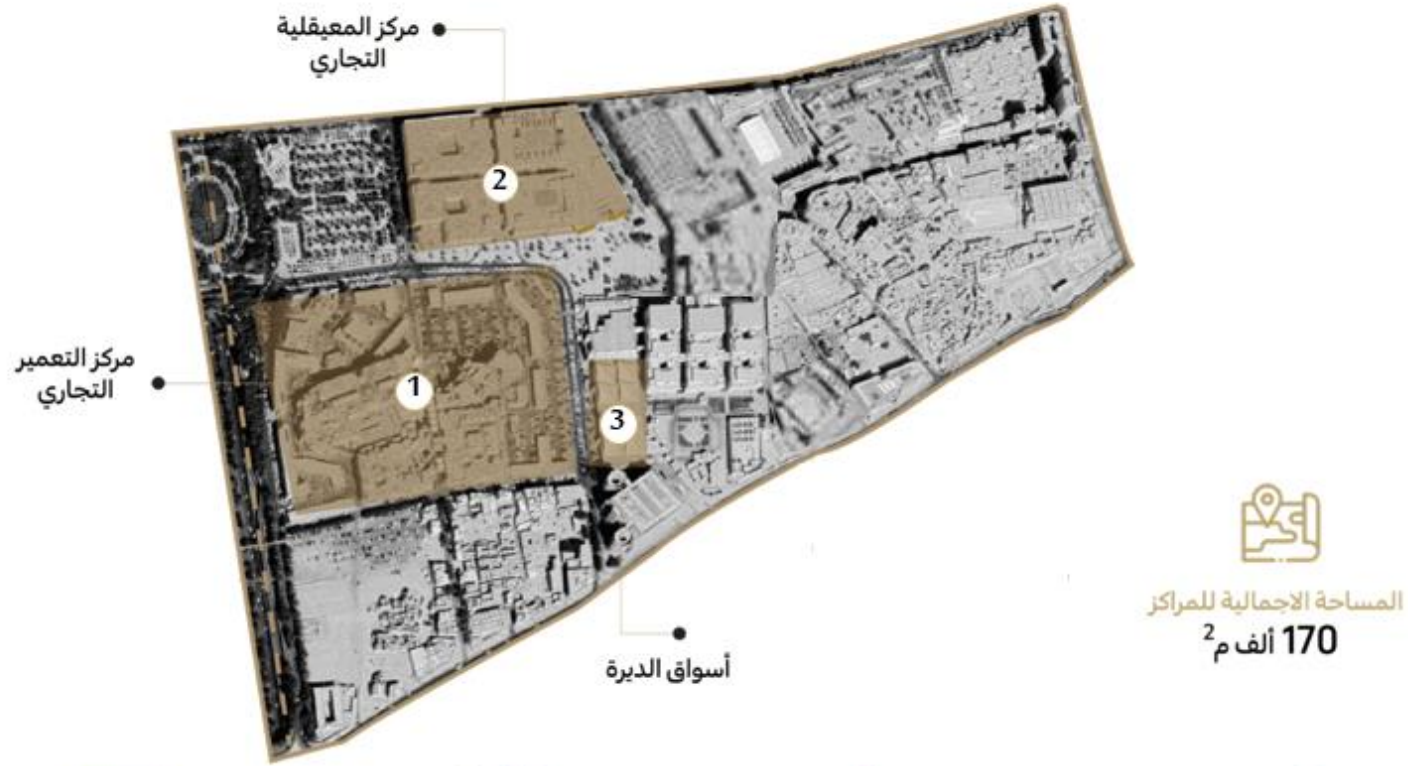 مركز المعيقلية
التجاري
2
مركز التعمير
التجاري
1
3
أسواق الديرة
المساحة الاجمالية للمراكز
170 ألف م²